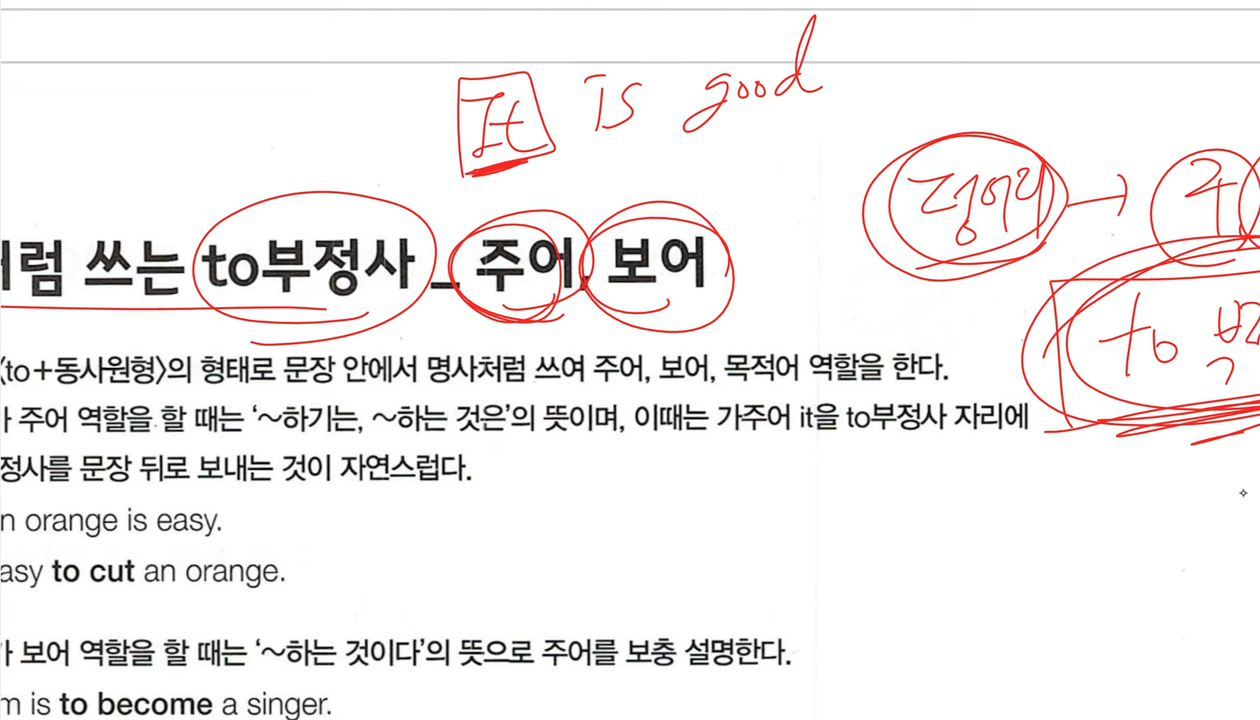 It is good
덩어리 → 주
럼 쓰는 to부정사_ 주어, 보어
to 부
<to+동사원형>의 형태로 문장 안에서 명사처럼 쓰여 주어, 보어, 목적어 역할을 한다.
주어 역할을 할 때는 ‘~하기는, ~하는 것은’의 뜻이며, 이때는 가주어 it을 to부정사 자리에
정사를 문장 뒤로 보내는 것이 자연스럽다.
n orange is easy.
asy to cut an orange.
보어 역할을 할 때는 ‘~하는 것이다’의 뜻으로 주어를 보충 설명한다.
m is to become a singer.